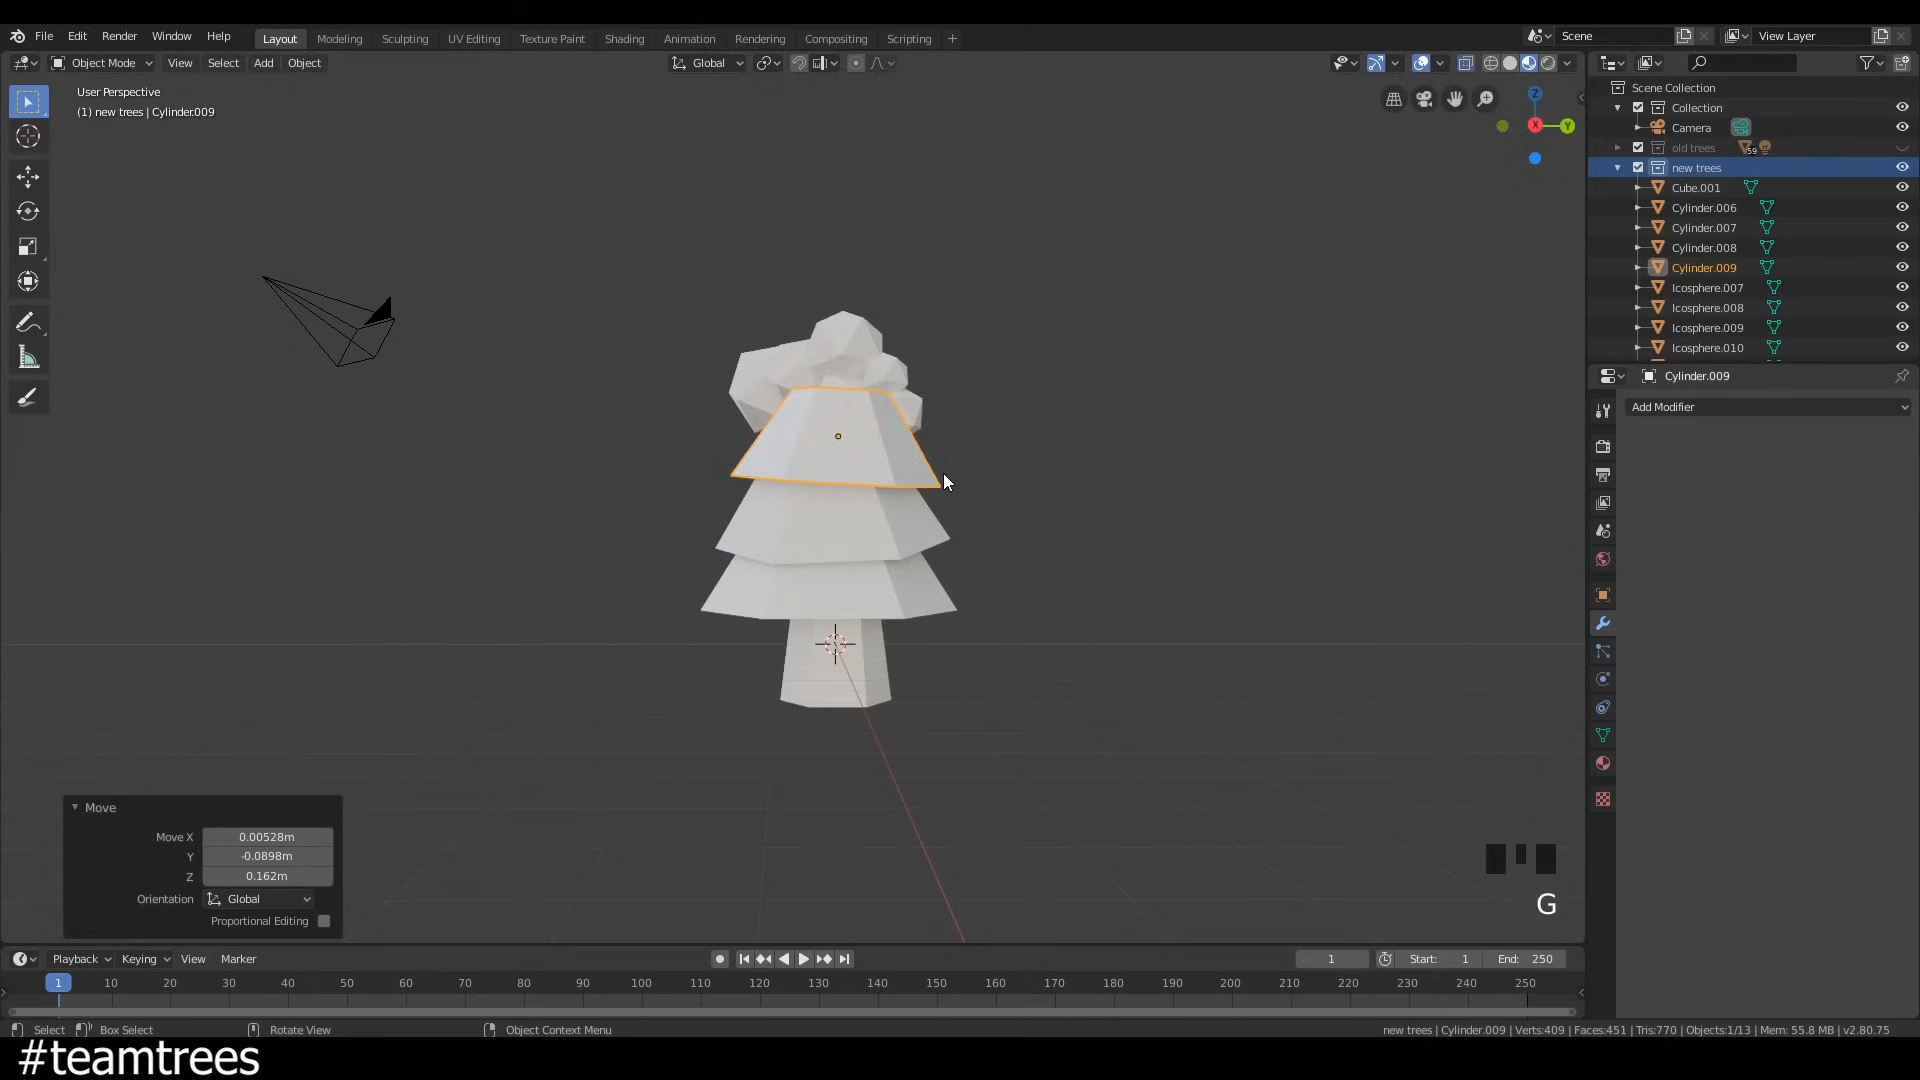 File Edit Render Window Help Layout Modeling Sculpting UV Editing Texture Paint Shading Animation Rendering Compositing Scripting + Scene View Layer
Object Mode View Select Add Object Global
User Perspective
(1) new trees | Cylinder.009
Z
X
Y
Scene Collection
Collection
Camera
old trees 59
new trees
Cube.001
Cylinder.006
Cylinder.007
Cylinder.008
Cylinder.009
Icosphere.007
Icosphere.008
Icosphere.009
Icosphere.010
Cylinder.009
Add Modifier
Move
Move X 0.00528m
Y -0.0898m
Z 0.162m
Orientation Global
Proportional Editing
G
Playback Keying View Marker 1 Start: 1 End: 250
1 10 20 30 40 50 60 70 80 90 100 110 120 130 140 150 160 170 180 190 200 210 220 230 240 250
Select Box Select Rotate View Object Context Menu new trees | Cylinder.009 | Verts:409 | Faces:451 | Tris:770 | Objects:1/13 | Mem: 55.8 MB | v2.80.75
#teamtrees